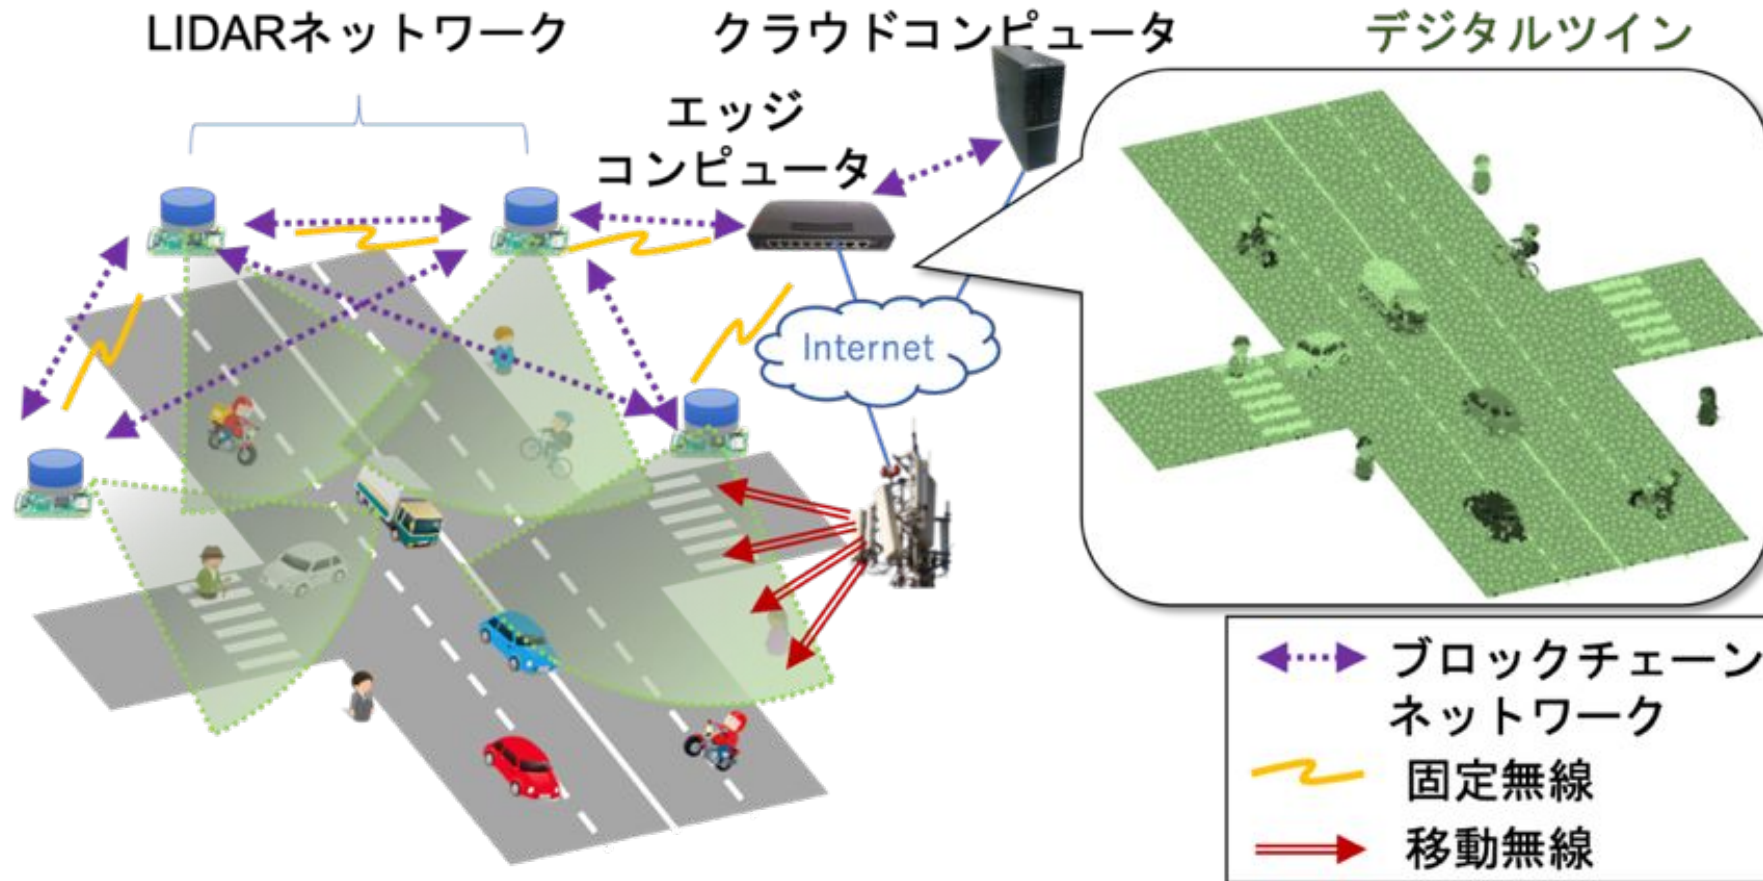 LIDARネットワーク
クラウドコンピュータ
デジタルツイン
エッジ
コンピュータ
Internet
ブロックチェーン
ネットワーク
固定無線
移動無線